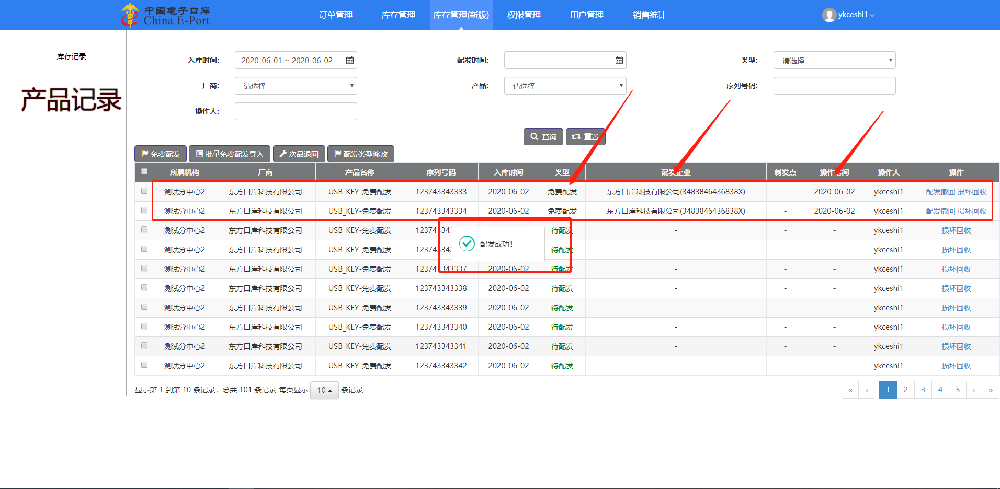 中国电子口岸
China E-Port
订单管理 库存管理 库存管理(新版) 权限管理 用户管理 销售统计 ykceshi1
库存记录
产品记录
入库时间: 2020-06-01 ~ 2020-06-02 配发时间: 类型: 请选择
厂商: 请选择 产品: 请选择 序列号码:
操作人:
查询 重置
免费配发 批量免费配发导入 次品退回 配发类型修改
所属机构 厂商 产品名称 序列号码 入库时间 类型 配发企业 制发点 操作时间 操作人 操作
测试分中心2 东方口岸科技有限公司 USB_KEY-免费配发 123743343333 2020-06-02 免费配发 东方口岸科技有限公司(3483846436838X) - 2020-06-02 ykceshi1 配发撤回 损坏回收
测试分中心2 东方口岸科技有限公司 USB_KEY-免费配发 123743343334 2020-06-02 免费配发 东方口岸科技有限公司(3483846436838X) - 2020-06-02 ykceshi1 配发撤回 损坏回收
测试分中心2 东方口岸科技有限公司 USB_KEY-免费配发 待配发 - - - ykceshi1 损坏回收
配发成功!
测试分中心2 东方口岸科技有限公司 USB_KEY-免费配发 待配发 - - - ykceshi1 损坏回收
测试分中心2 东方口岸科技有限公司 USB_KEY-免费配发 123743343337 2020-06-02 待配发 - - - ykceshi1 损坏回收
测试分中心2 东方口岸科技有限公司 USB_KEY-免费配发 123743343338 2020-06-02 待配发 - - - ykceshi1 损坏回收
测试分中心2 东方口岸科技有限公司 USB_KEY-免费配发 123743343339 2020-06-02 待配发 - - - ykceshi1 损坏回收
测试分中心2 东方口岸科技有限公司 USB_KEY-免费配发 123743343340 2020-06-02 待配发 - - - ykceshi1 损坏回收
测试分中心2 东方口岸科技有限公司 USB_KEY-免费配发 123743343341 2020-06-02 待配发 - - - ykceshi1 损坏回收
测试分中心2 东方口岸科技有限公司 USB_KEY-免费配发 123743343342 2020-06-02 待配发 - - - ykceshi1 损坏回收
显示第 1 到第 10 条记录，总共 101 条记录 每页显示 10 条记录 « ‹ 1 2 3 4 5 › »